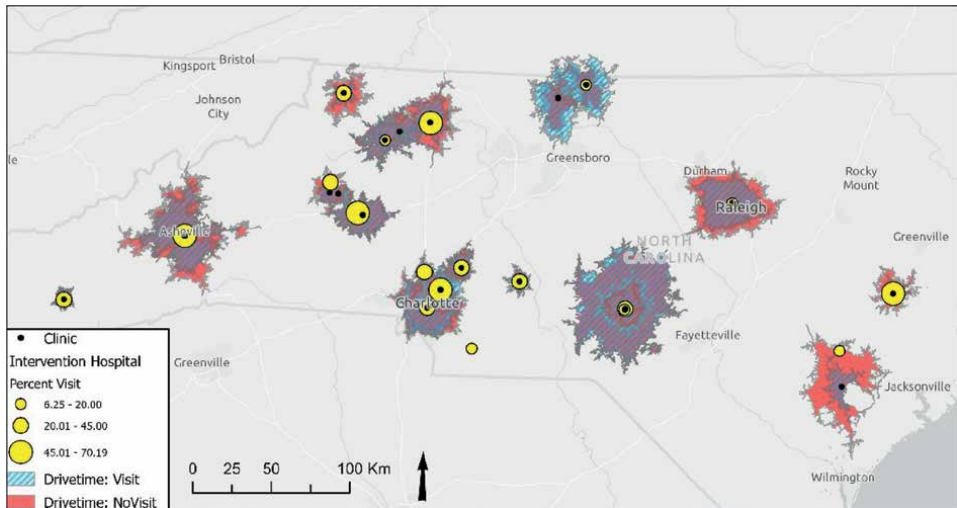 Kingsport
Bristol
Johnson
City
le
Greensboro
Durham
Rocky
Mount
Raleigh
Asheville
NORTH
CAROLINA
Greenville
Charlotte
Fayetteville
Greenville
Jacksonville
Wilmington
Clinic
Intervention Hospital
Percent Visit
6.25 - 20.00
20.01 - 45.00
45.01 - 70.19
Drivetime: Visit
Drivetime: NoVisit
0 25 50 100 Km